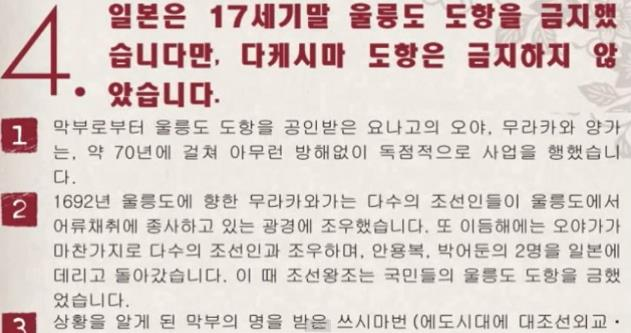 4. 일본은 17세기말 울릉도 도항을 금지했
습니다만, 다케시마 도항은 금지하지 않
았습니다.
1 막부로부터 울릉도 도항을 공인받은 요나고의 오야, 무라카와 양가
는, 약 70년에 걸쳐 아무런 방해없이 독점적으로 사업을 행했습니
다.
2 1692년 울릉도에 향한 무라카와가는 다수의 조선인들이 울릉도에서
어류채취에 종사하고 있는 광경에 조우했습니다. 또 이듬해에는 오야가가
마찬가지로 다수의 조선인과 조우하며, 안용복, 박어둔의 2명을 일본에
데리고 돌아갔습니다. 이 때 조선왕조는 국민들의 울릉도 도항을 금했
었습니다.
3 상황을 알게 된 막부의 명을 받은 쓰시마번 (에도시대에 대조선외교·